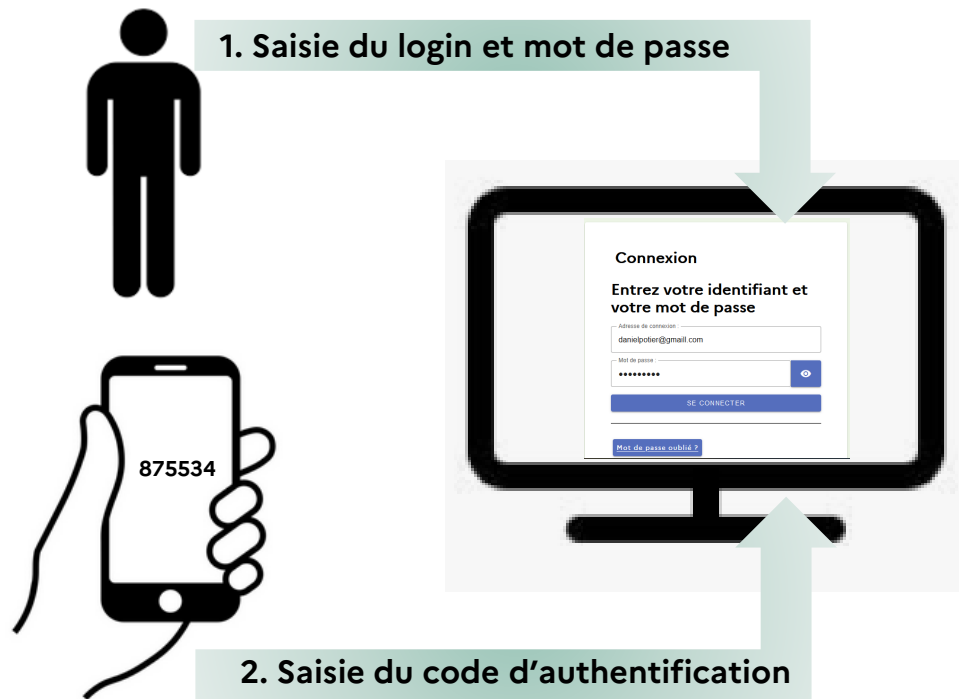 1. Saisie du login et mot de passe
Connexion
Entrez votre identifiant et
votre mot de passe
Adresse de connexion :
danielpotier@gmaill.com
Mot de passe :
•••••••••
SE CONNECTER
Mot de passe oublié ?
875534
2. Saisie du code d'authentification